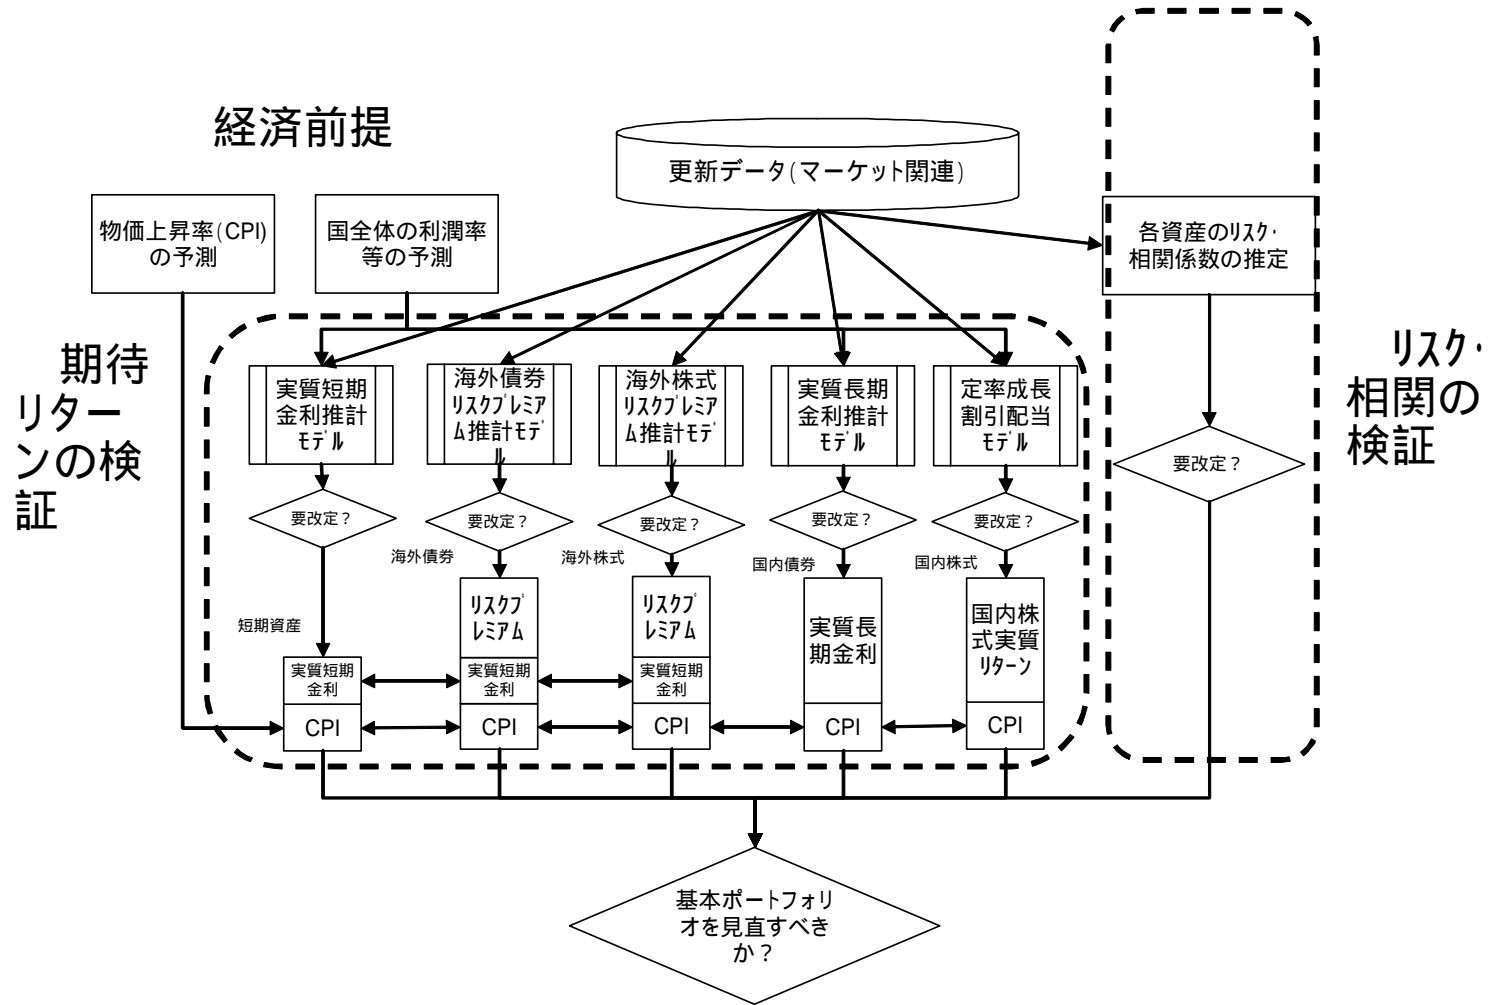 経済前提
更新データ(マーケット関連)
物価上昇率(CPI)
の予測
国全体の利潤率
等の予測
各資産のﾘｽｸ・
相関係数の推定
期待
リター
ンの検
証
ﾘｽｸ・
相関の
検証
実質短期
金利推計
ﾓﾃﾞﾙ
海外債券
ﾘｽｸﾌﾟﾚﾐｱ
ﾑ推計ﾓﾃﾞ
ﾙ
海外株式
ﾘｽｸﾌﾟﾚﾐｱ
ﾑ推計ﾓﾃﾞ
ﾙ
実質長期
金利推計
ﾓﾃﾞﾙ
定率成長
割引配当
ﾓﾃﾞﾙ
要改定？
要改定？
要改定？
要改定？
要改定？
要改定？
短期資産
海外債券
海外株式
国内債券
国内株式
実質短期
金利
CPI
ﾘｽｸﾌﾟ
ﾚﾐｱﾑ
実質短期
金利
CPI
ﾘｽｸﾌﾟ
ﾚﾐｱﾑ
実質短期
金利
CPI
実質長
期金利
CPI
国内株
式実質
ﾘﾀｰﾝ
CPI
基本ポートフォリ
オを見直すべき
か？